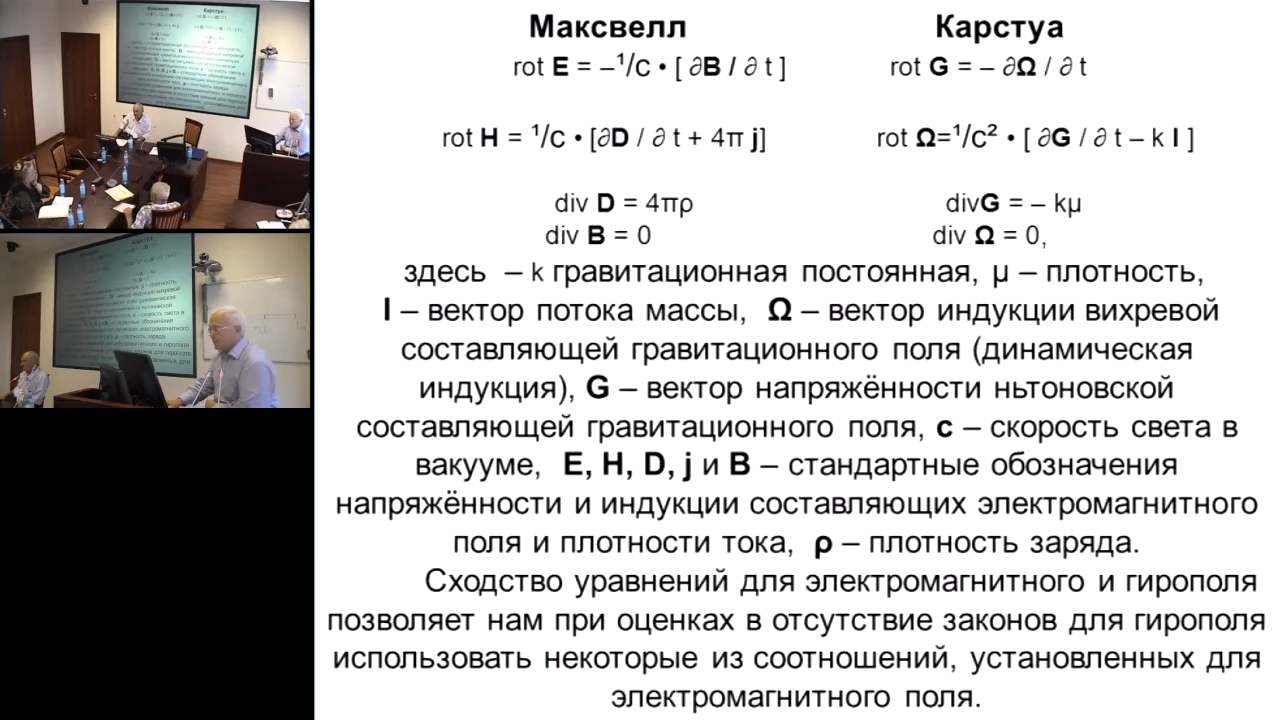 Максвелл Карстуа
rot E = –¹/c • [ ∂B / ∂ t ] rot G = – ∂Ω / ∂ t
rot H = ¹/c • [∂D / ∂ t + 4π j] rot Ω=¹/c² • [ ∂G / ∂ t – k I ]
div D = 4πρ divG = – kμ
div B = 0 div Ω = 0,
здесь – k гравитационная постоянная, μ – плотность,
I – вектор потока массы, Ω – вектор индукции вихревой
составляющей гравитационного поля (динамическая
индукция), G – вектор напряжённости ньтоновской
составляющей гравитационного поля, c – скорость света в
вакууме, E, H, D, j и B – стандартные обозначения
напряжённости и индукции составляющих электромагнитного
поля и плотности тока, ρ – плотность заряда.
Сходство уравнений для электромагнитного и гирополя
позволяет нам при оценках в отсутствие законов для гирополя
использовать некоторые из соотношений, установленных для
электромагнитного поля.